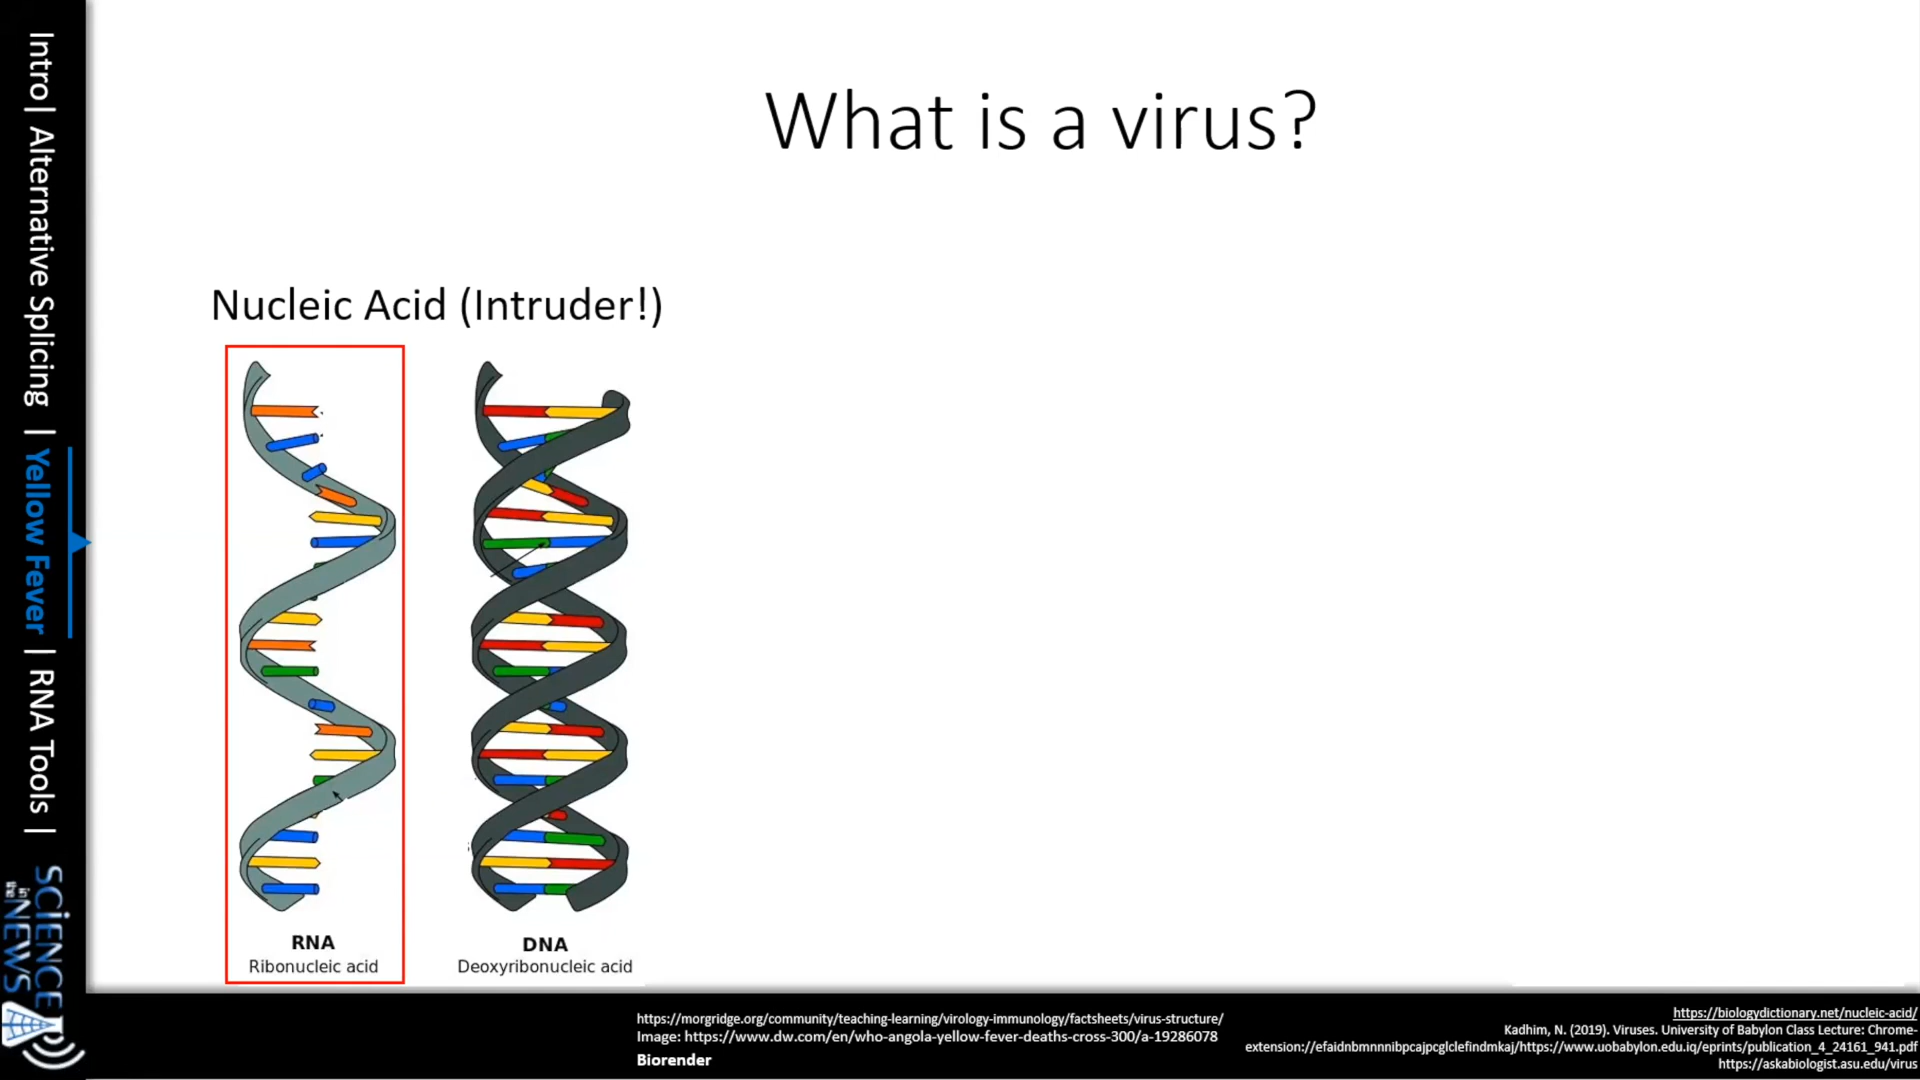 Intro| Alternative Splicing | Yellow Fever | RNA Tools |
SCIENCE
in the
NEWS
What is a virus?
Nucleic Acid (Intruder!)
RNA
Ribonucleic acid
DNA
Deoxyribonucleic acid
https://morgridge.org/community/teaching-learning/virology-immunology/factsheets/virus-structure/
Image: https://www.dw.com/en/who-angola-yellow-fever-deaths-cross-300/a-19286078
Biorender
https://biologydictionary.net/nucleic-acid/
Kadhim, N. (2019). Viruses. University of Babylon Class Lecture: Chrome-
extension://efaidnbmnnnibpcajpcglclefindmkaj/https://www.uobabylon.edu.iq/eprints/publication_4_24161_941.pdf
https://askabiologist.asu.edu/virus